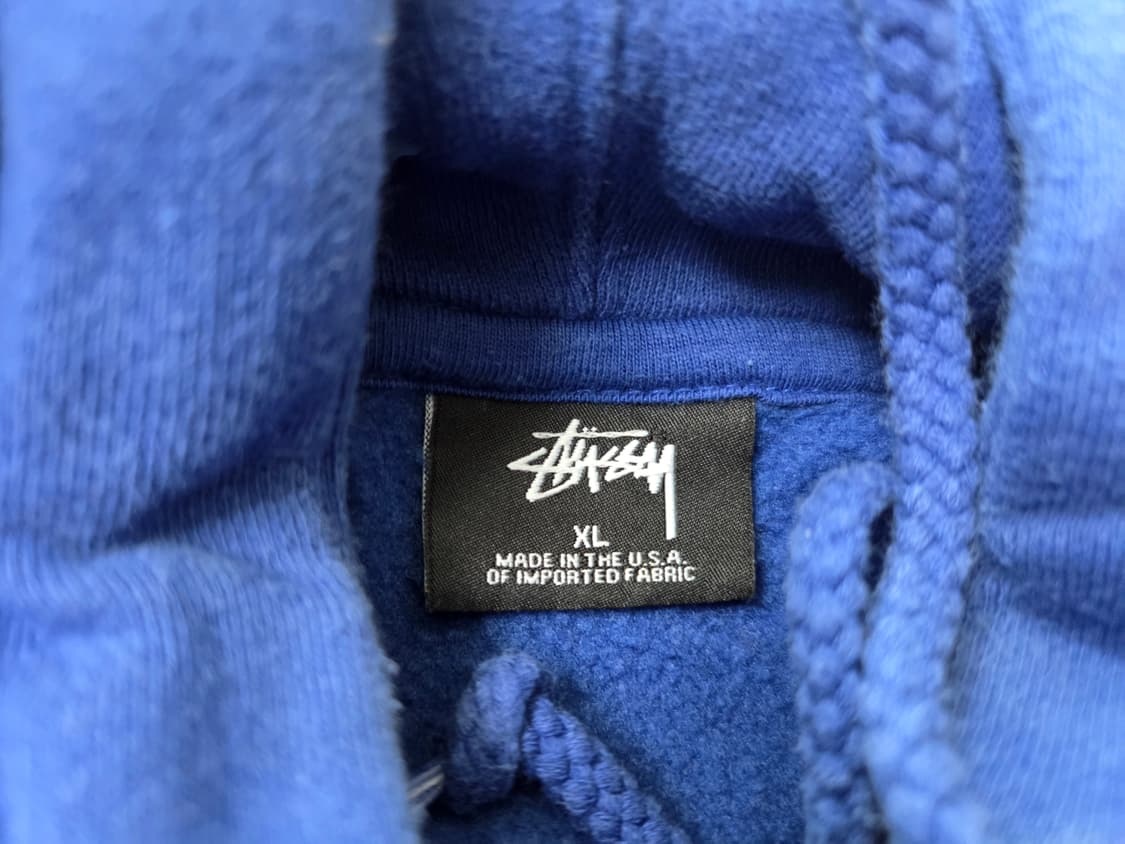 Stüssy
XL
MADE IN THE U.S.A.
OF IMPORTED FABRIC